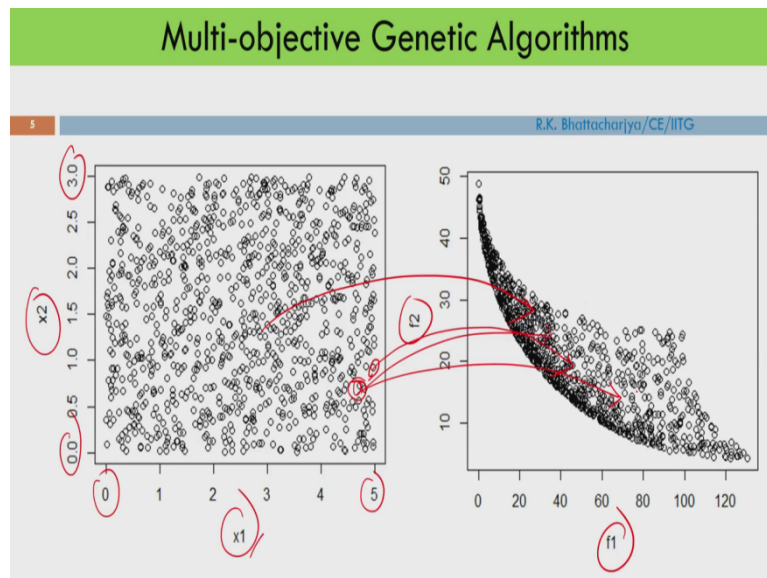 Multi-objective Genetic Algorithms
5
R.K. Bhattacharjya/CE/IITG
3.0
2.5
2.0
1.5
1.0
0.5
0.0
x2
0 1 2 3 4 5
x1
50
40
30
20
10
f2
0 20 40 60 80 100 120
f1